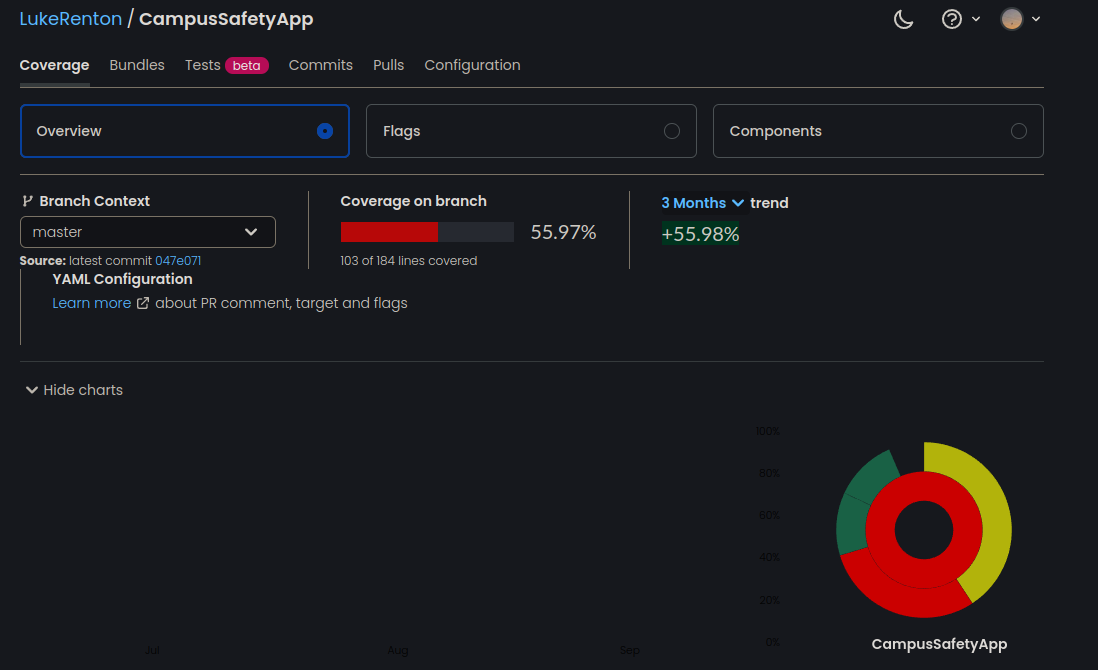 LukeRenton / CampusSafetyApp
Coverage Bundles Tests beta Commits Pulls Configuration
Overview
Flags
Components
Branch Context
master
Source: latest commit 047e071
Coverage on branch
55.97%
103 of 184 lines covered
3 Months trend
+55.98%
YAML Configuration
Learn more about PR comment, target and flags
Hide charts
100%
80%
60%
40%
20%
0%
Jul Aug Sep
CampusSafetyApp